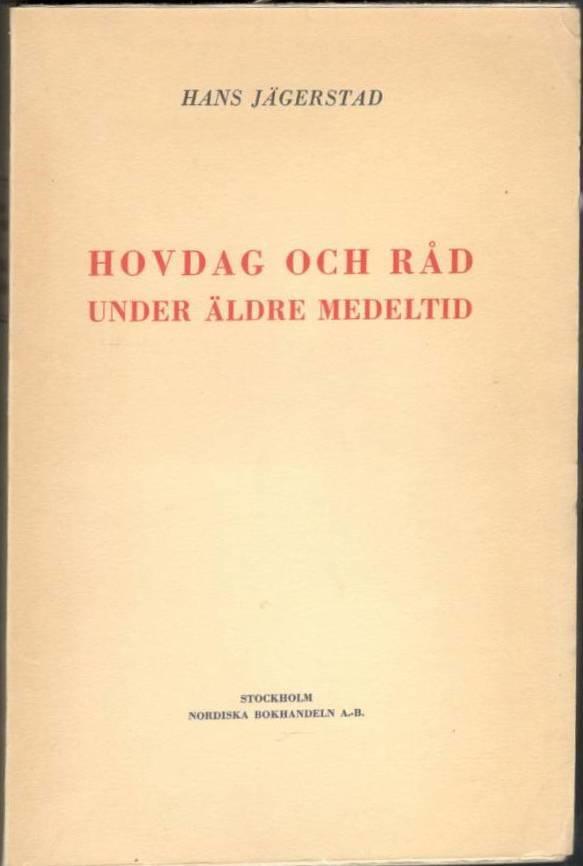 HANS JÄGERSTAD
HOVDAG OCH RÅD
UNDER ÄLDRE MEDELTID
STOCKHOLM
NORDISKA BOKHANDELN A.-B.